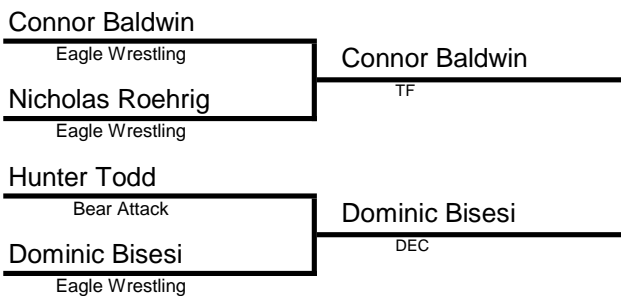 Connor Baldwin
Eagle Wrestling
Connor Baldwin
TF
Nicholas Roehrig
Eagle Wrestling
Hunter Todd
Bear Attack
Dominic Bisesi
DEC
Dominic Bisesi
Eagle Wrestling